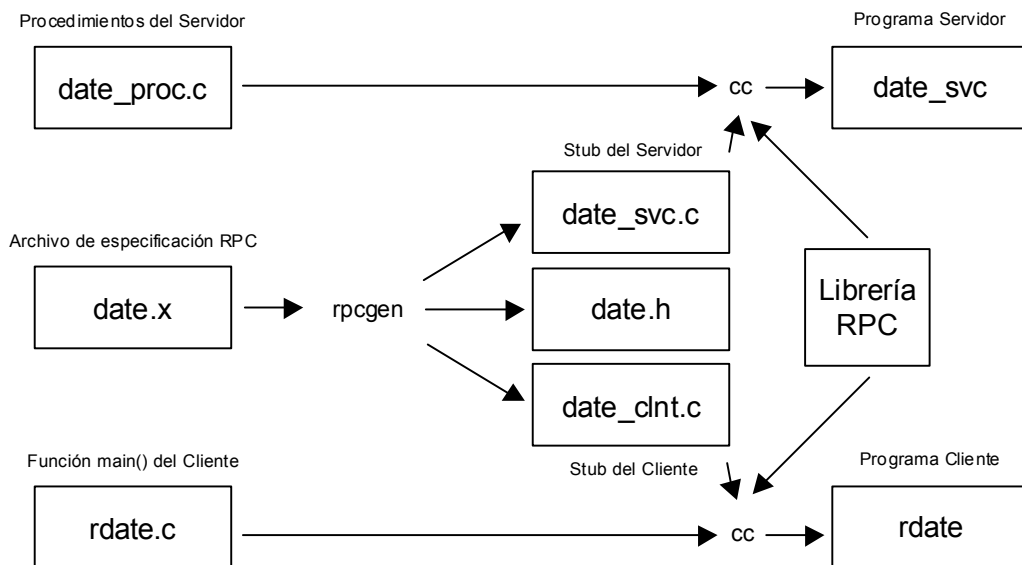 Procedimientos del Servidor
Programa Servidor
date_proc.c
cc
date_svc
Stub del Servidor
date_svc.c
Archivo de especificación RPC
date.x
rpcgen
date.h
Librería
RPC
date_clnt.c
Función main() del Cliente
Stub del Cliente
Programa Cliente
rdate.c
cc
rdate